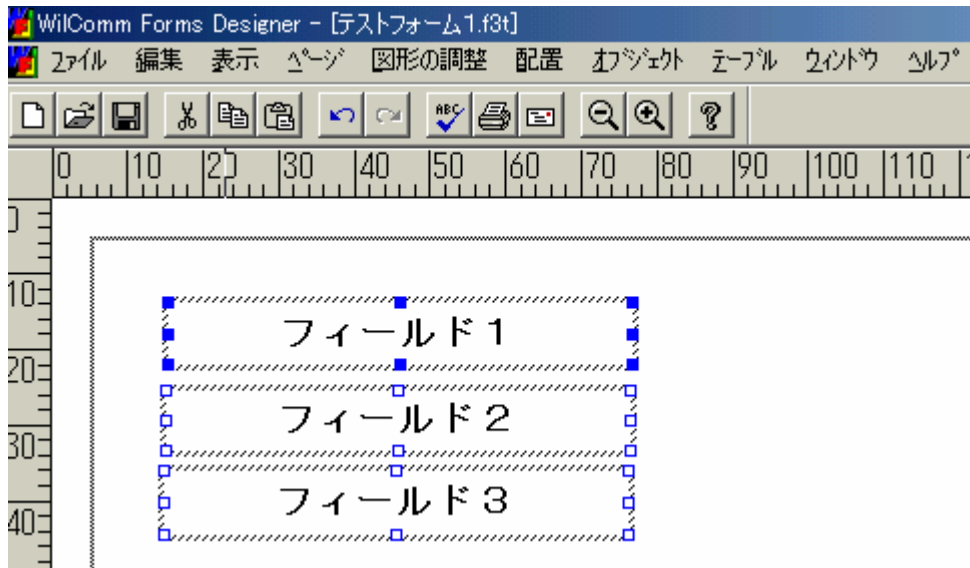 WilComm Forms Designer - [テストフォーム1.f3t]
ﾌｧｲﾙ 編集 表示 ﾍﾟｰｼﾞ 図形の調整 配置 ｵﾌﾞｼﾞｪｸﾄ ﾃｰﾌﾞﾙ ｳｨﾝﾄﾞｳ ﾍﾙﾌﾟ
ABC
0 10 20 30 40 50 60 70 80 90 100 110
0
10
フィールド１
20
フィールド２
30
フィールド３
40